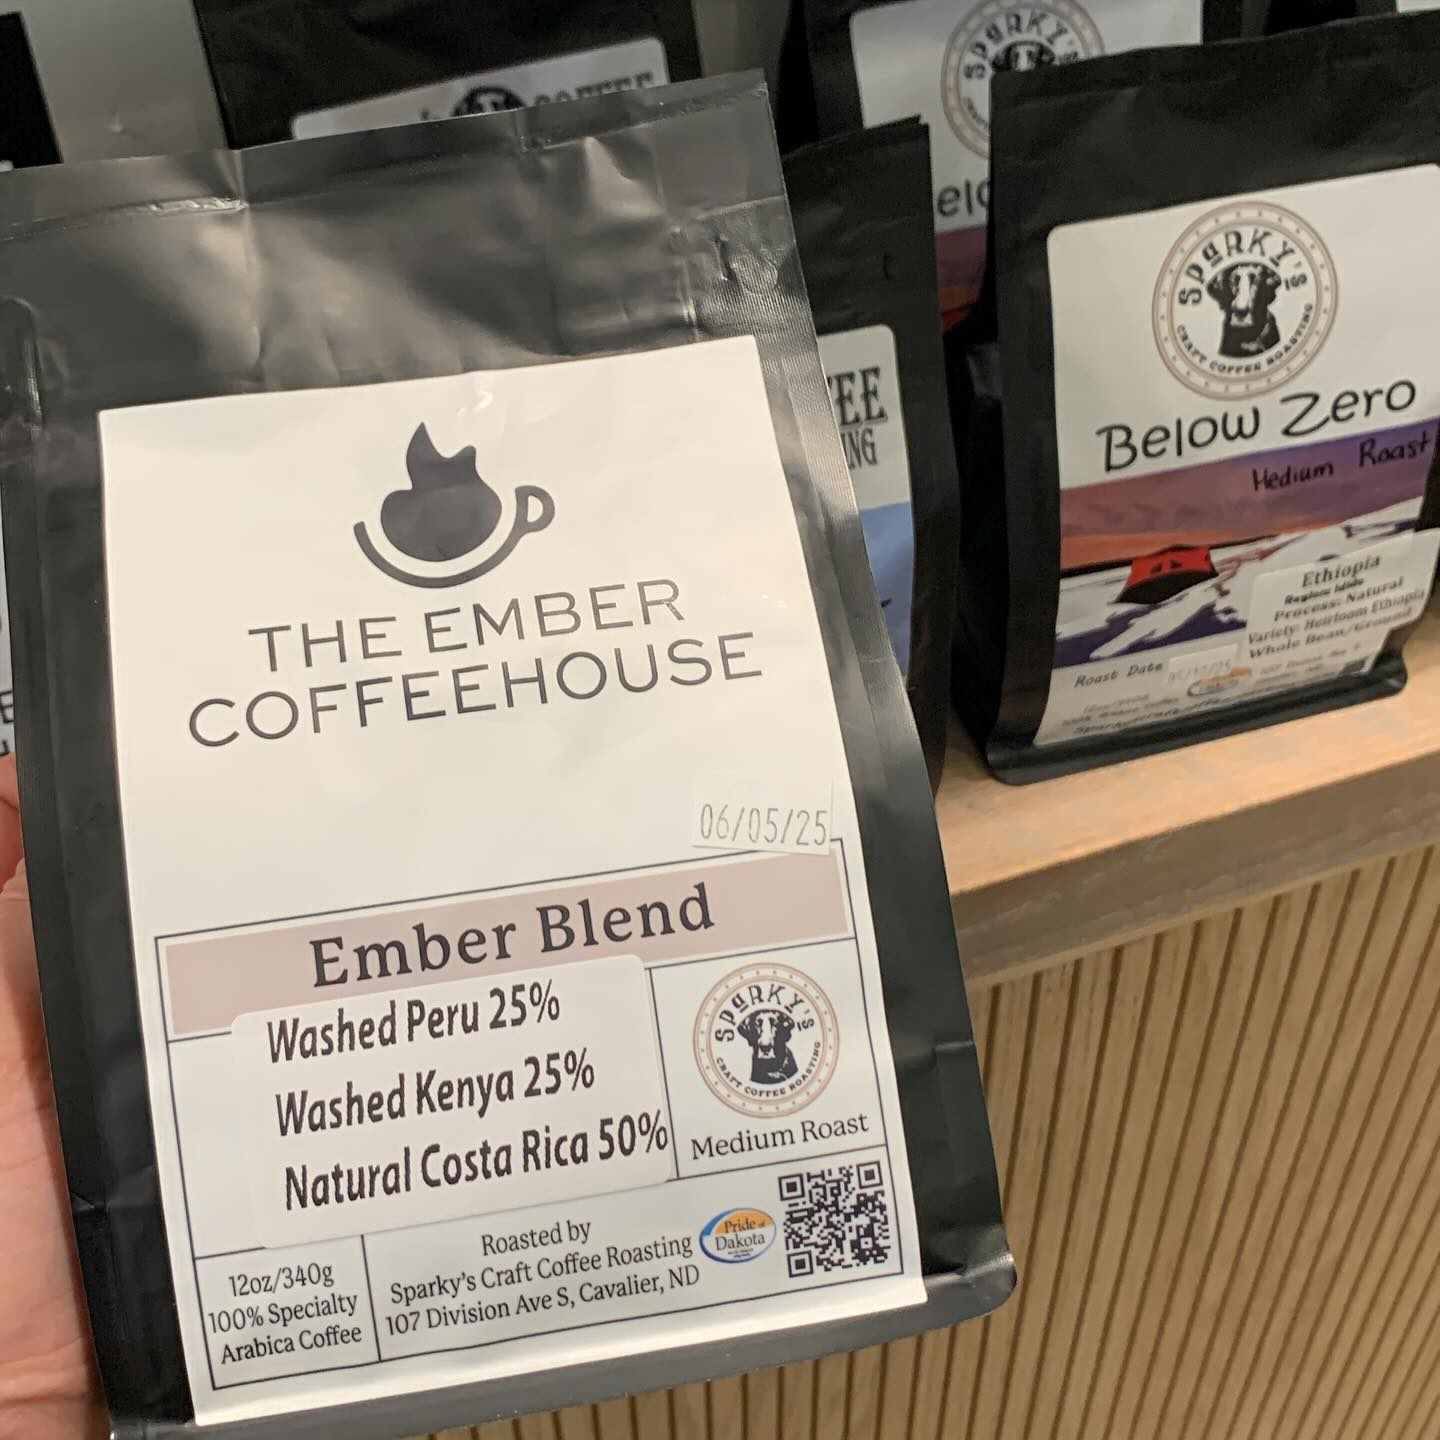 THE EMBER
COFFEEHOUSE
06/05/25
Ember Blend
Washed Peru 25%
Washed Kenya 25%
Natural Costa Rica 50%
SPARKY'S
CRAFT COFFEE ROASTING
Medium Roast
12oz/340g
100% Specialty
Arabica Coffee
Roasted by
Sparky's Craft Coffee Roasting
107 Division Ave S, Cavalier, ND
Pride of
Dakota
COFFEE
SPARKY'S
SPARKY'S
CRAFT COFFEE ROASTING
Below Zero
Medium Roast
Ethiopia
Process: Natural
Variety: Heirloom Ethiopia
Whole Bean/Ground
Roast Date